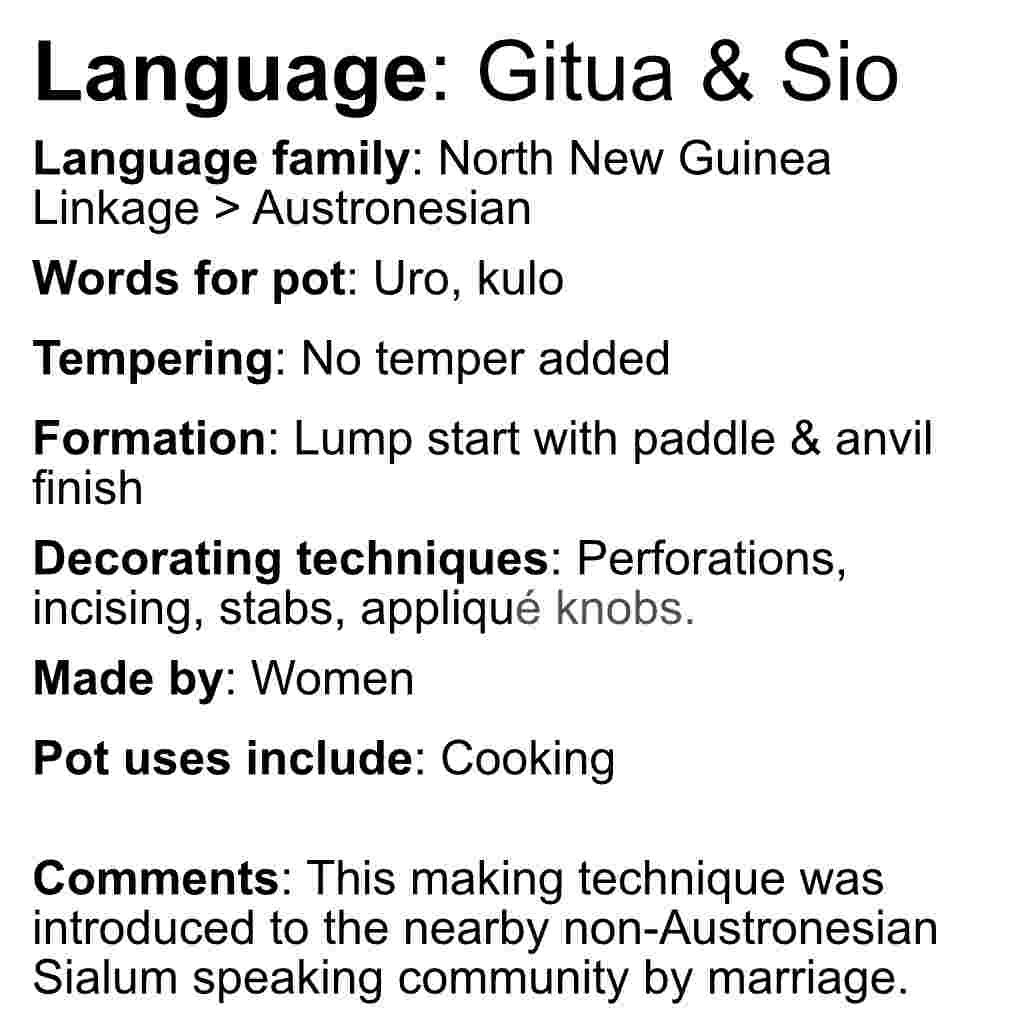 Language: Gitua & Sio
Language family: North New Guinea
Linkage > Austronesian
Words for pot: Uro, kulo
Tempering: No temper added
Formation: Lump start with paddle & anvil
finish
Decorating techniques: Perforations,
incising, stabs, appliqué knobs.
Made by: Women
Pot uses include: Cooking
Comments: This making technique was
introduced to the nearby non-Austronesian
Sialum speaking community by marriage.